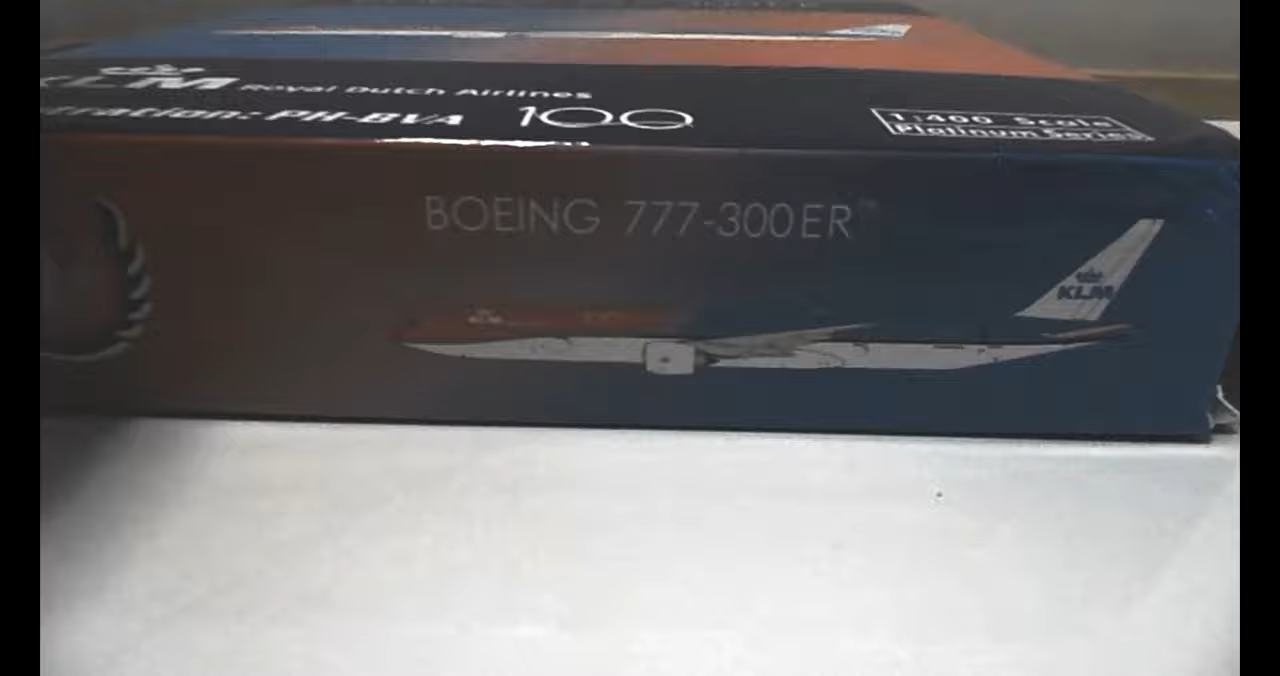 KLM Royal Dutch Airlines
PH-BVA 100
1:400 Scale
Platinum Series
BOEING 777-300ER
KLM